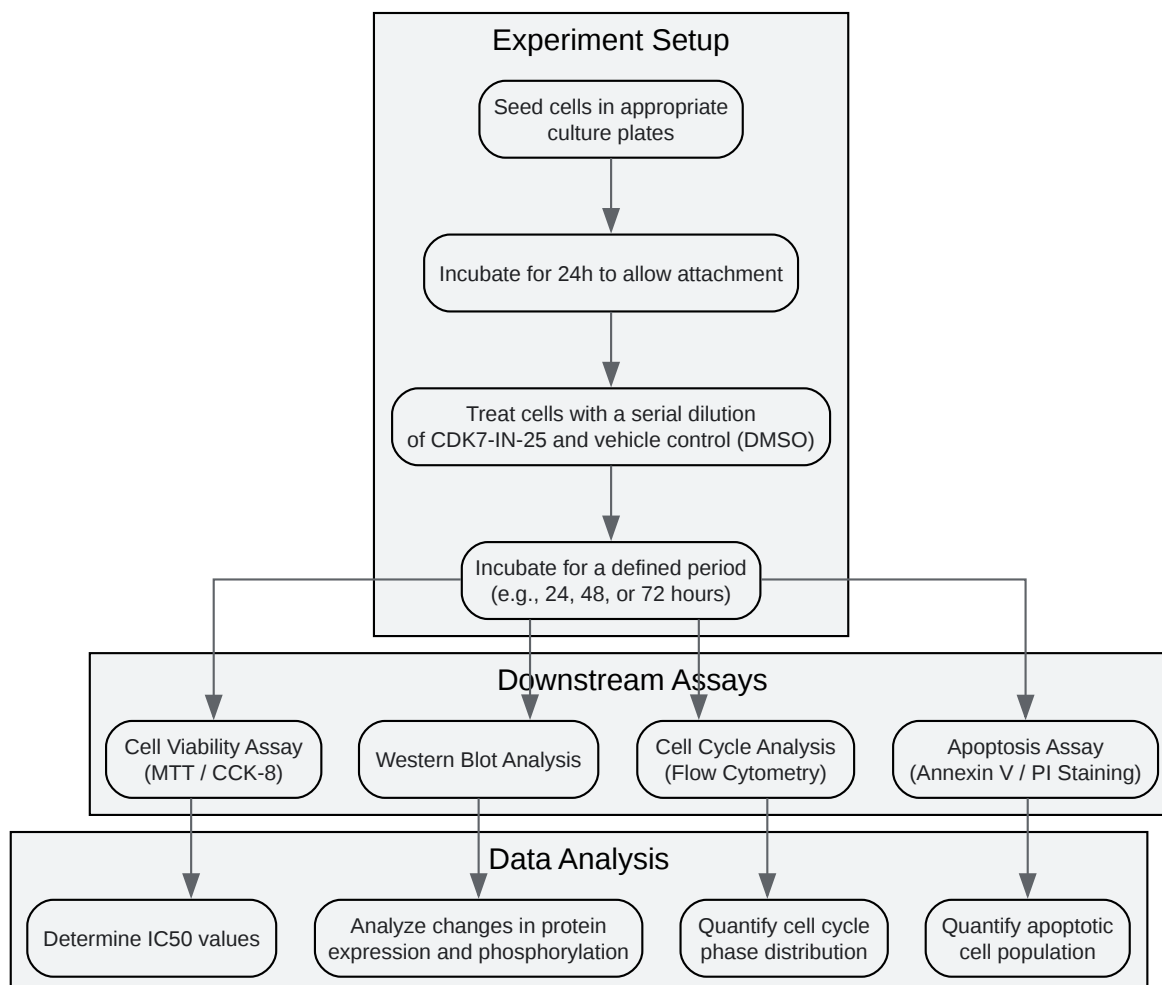 Experiment Setup
Seed cells in appropriate
culture plates
Incubate for 24h to allow attachment
Treat cells with a serial dilution
of CDK7-IN-25 and vehicle control (DMSO)
Incubate for a defined period
(e.g., 24, 48, or 72 hours)
Downstream Assays
Cell Viability Assay
(MTT / CCK-8)
Western Blot Analysis
Cell Cycle Analysis
(Flow Cytometry)
Apoptosis Assay
(Annexin V / PI Staining)
Data Analysis
Determine IC50 values
Analyze changes in protein
expression and phosphorylation
Quantify cell cycle
phase distribution
Quantify apoptotic
cell population